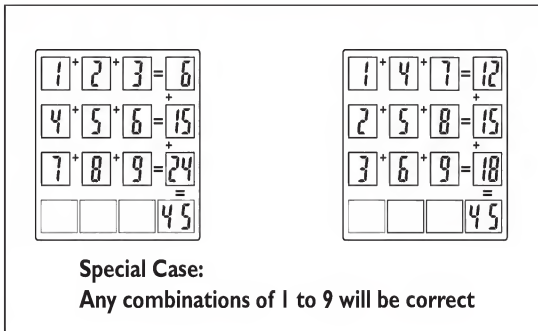 1 + 2 + 3 = 6
+
4 + 5 + 6 = 15
+
7 + 8 + 9 = 24
=
45
1 + 4 + 7 = 12
+
2 + 5 + 8 = 15
+
3 + 6 + 9 = 18
=
45
Special Case:
Any combinations of 1 to 9 will be correct